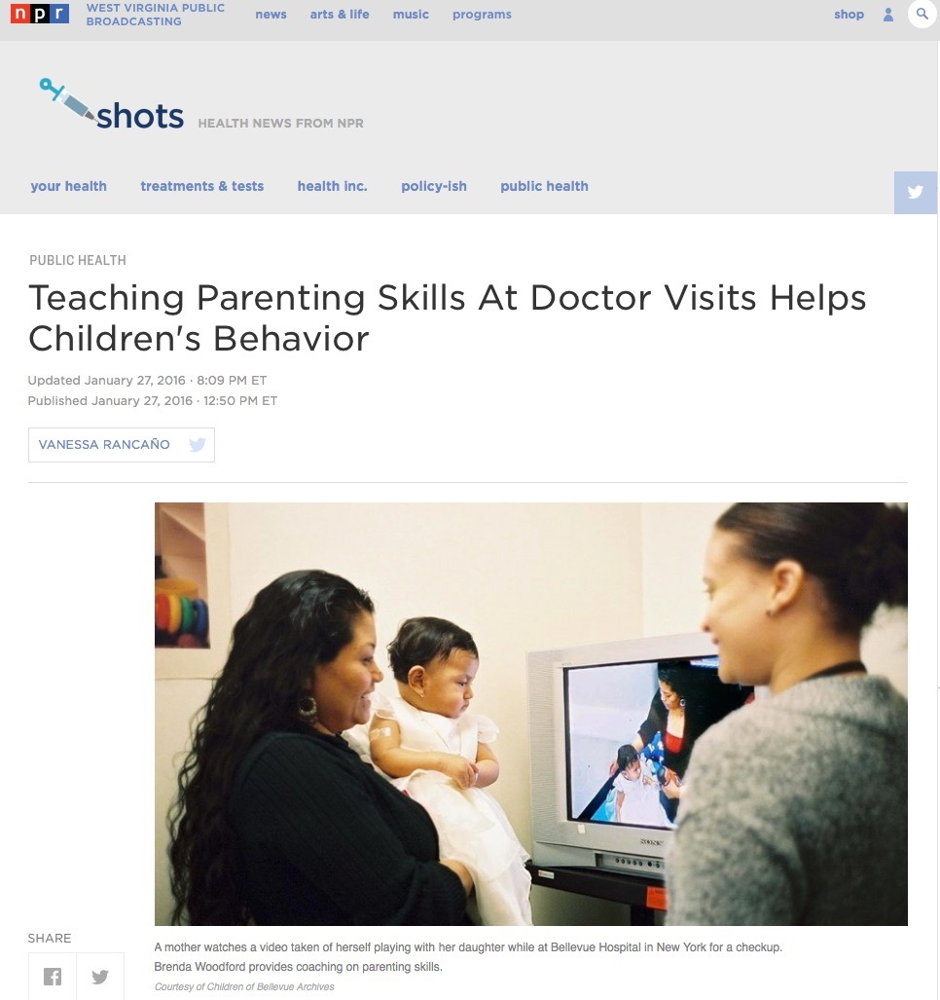 npr
WEST VIRGINIA PUBLIC
BROADCASTING
news arts & life music programs
shop
shots HEALTH NEWS FROM NPR
your health treatments & tests health inc. policy-ish public health
PUBLIC HEALTH
Teaching Parenting Skills At Doctor Visits Helps
Children's Behavior
Updated January 27, 2016 · 8:09 PM ET
Published January 27, 2016 · 12:50 PM ET
VANESSA RANCAÑO
SONY
SHARE
A mother watches a video taken of herself playing with her daughter while at Bellevue Hospital in New York for a checkup.
Brenda Woodford provides coaching on parenting skills.
Courtesy of Children of Bellevue Archives